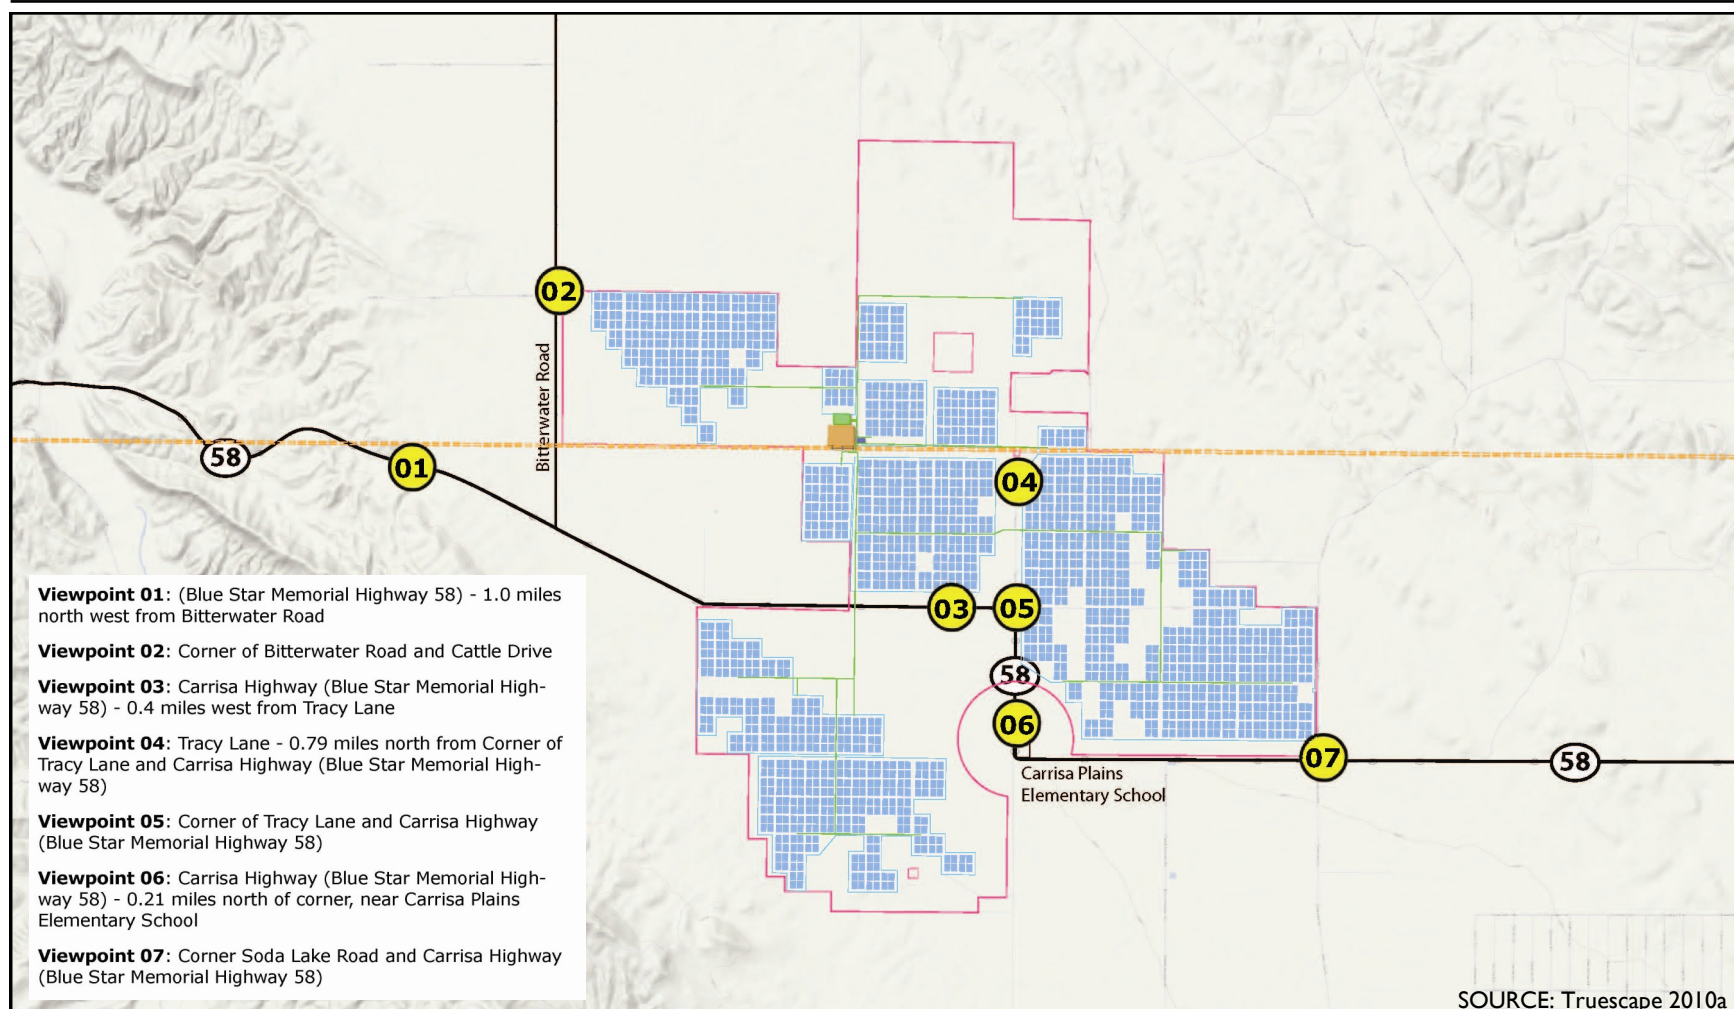 02
Bitterwater Road
58
01
04
03
05
58
06
07
58
Carrisa Plains
Elementary School
Viewpoint 01: (Blue Star Memorial Highway 58) - 1.0 miles
north west from Bitterwater Road
Viewpoint 02: Corner of Bitterwater Road and Cattle Drive
Viewpoint 03: Carrisa Highway (Blue Star Memorial High-
way 58) - 0.4 miles west from Tracy Lane
Viewpoint 04: Tracy Lane - 0.79 miles north from Corner of
Tracy Lane and Carrisa Highway (Blue Star Memorial High-
way 58)
Viewpoint 05: Corner of Tracy Lane and Carrisa Highway
(Blue Star Memorial Highway 58)
Viewpoint 06: Carrisa Highway (Blue Star Memorial High-
way 58) - 0.21 miles north of corner, near Carrisa Plains
Elementary School
Viewpoint 07: Corner Soda Lake Road and Carrisa Highway
(Blue Star Memorial Highway 58)
SOURCE: Truescape 2010a